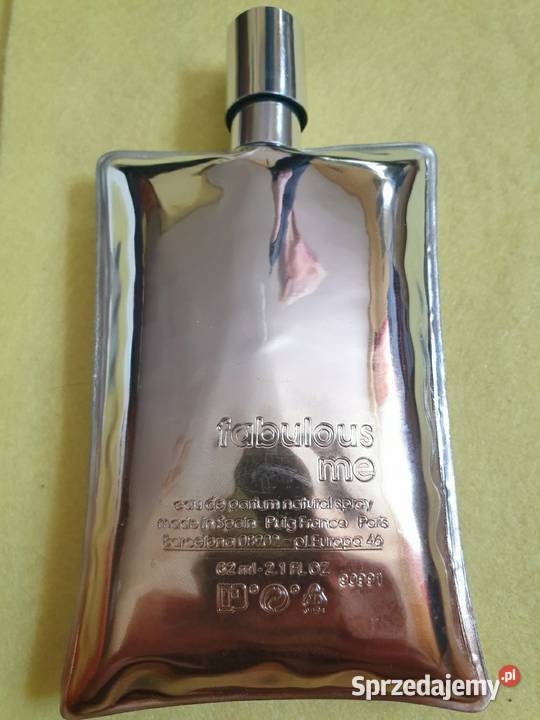 fabulous
me
eau de parfum natural spray
made in Spain Puig France Paris
Barcelona 08902 - pl.Europa 46
62 ml - 2.1 FL OZ
Sprzedajemy.pl